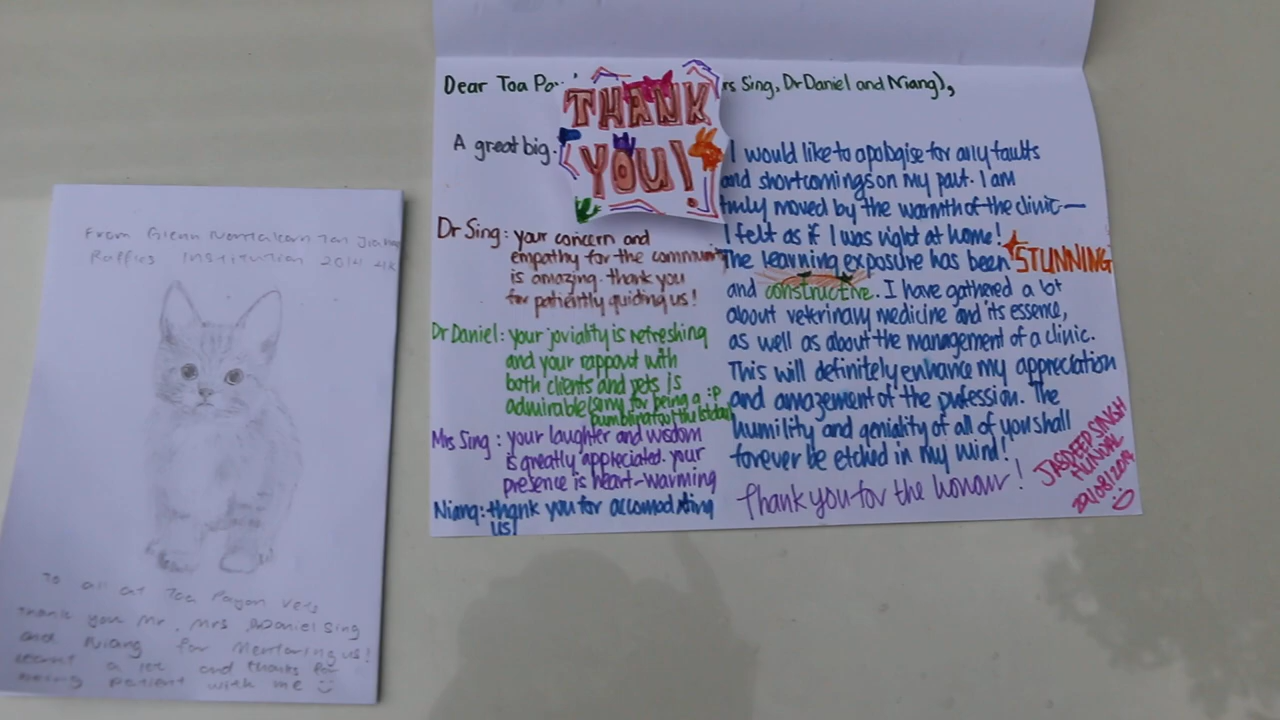 From Glenn Tan
Raffles Institution 2014 4K
To all at Toa Payoh Vets
thank you Mr, Mrs, Daniel Sing
and Niang for Mentoring us!
learnt a lot and thanks for
being patient with me
Dear Toa Pa rs Sing, Dr Daniel and Niang),
A great big
THANK
YOU!
Dr Sing: your concern and
empathy for the community
is amazing. thank you
for patiently guiding us!
Dr Daniel: your joviality is refreshing
and your rapport with
both clients and pets is
admirable (sorry for being a :P
Mrs Sing: your laughter and wisdom
is greatly appreciated. your
presence is heart-warming
Niang: thank you for accomodating
us!
I would like to apologise for any faults
and shortcomings on my part. I am
truly moved by the warmth of the clinic—
I felt as if I was right at home!
The learning exposure has been STUNNING
and constructive. I have gathered a lot
about veterinary medicine and its essence,
as well as about the management of a clinic.
This will definitely enhance my appreciation
and amazement of the profession. The
humility and geniality of all of you shall
forever be etched in my mind!
Thank you for the honour!
JASDEEP SINGH
HUNDAL